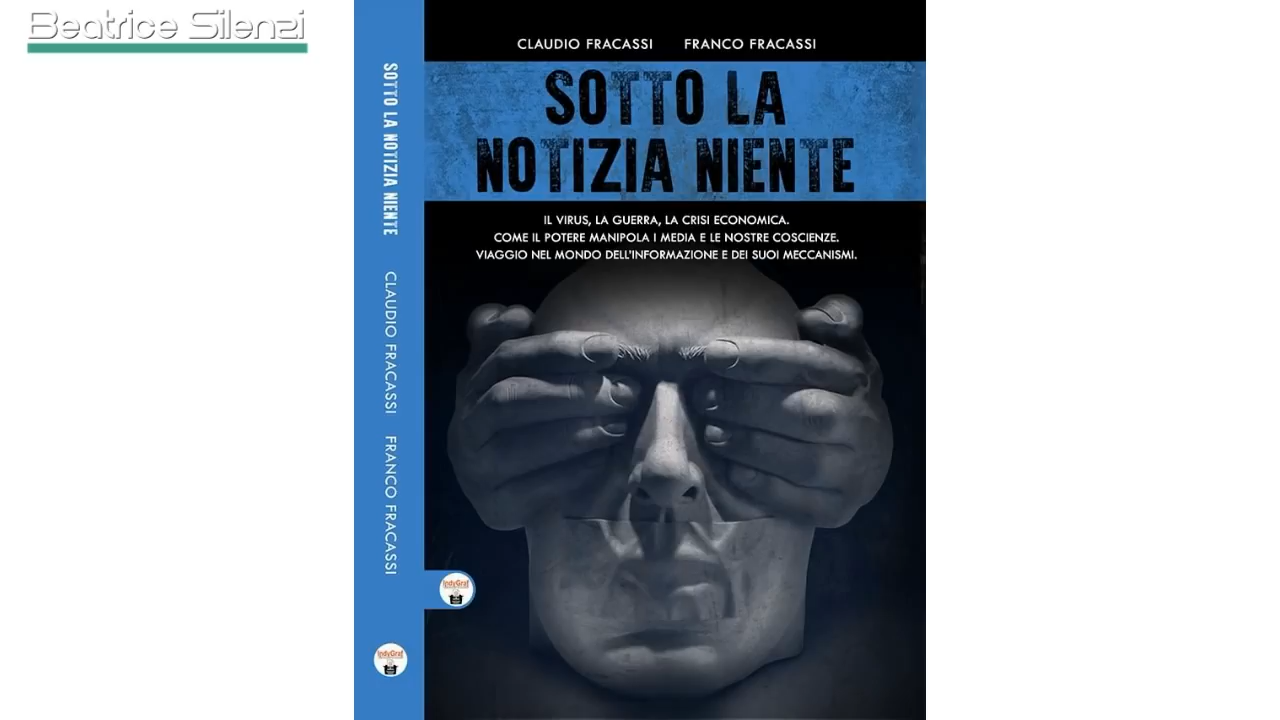 Beatrice Silenzi
SOTTO LA NOTIZIA NIENTE
CLAUDIO FRACASSI FRANCO FRACASSI
IndyGraf
CLAUDIO FRACASSI FRANCO FRACASSI
SOTTO LA
NOTIZIA NIENTE
IL VIRUS, LA GUERRA, LA CRISI ECONOMICA.
COME IL POTERE MANIPOLA I MEDIA E LE NOSTRE COSCIENZE.
VIAGGIO NEL MONDO DELL'INFORMAZIONE E DEI SUOI MECCANISMI.
IndyGraf